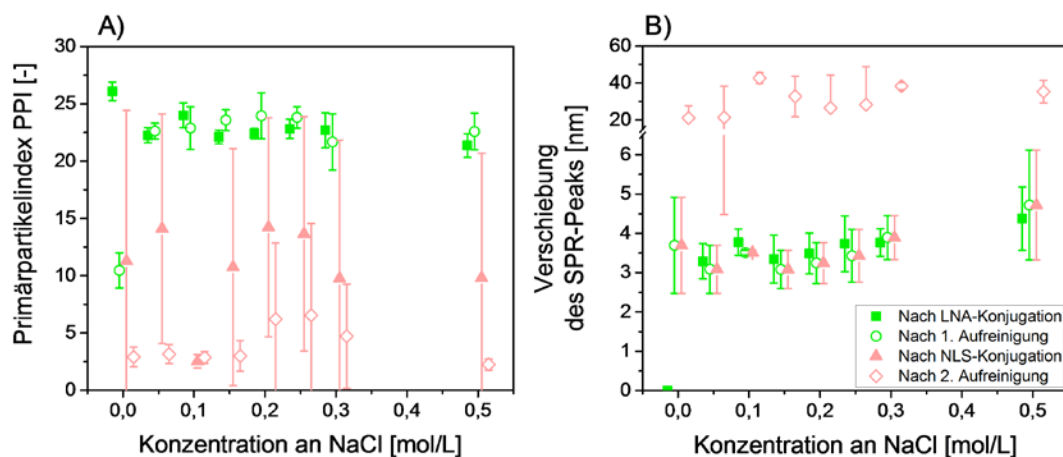 A)
Primärpartikelindex PPI [-]
30
25
20
15
10
5
0
0,0 0,1 0,2 0,3 0,4 0,5
Konzentration an NaCl [mol/L]
B)
Verschiebung
des SPR-Peaks [nm]
60
40
20
6
5
4
3
2
1
0
Nach LNA-Konjugation
Nach 1. Aufreinigung
Nach NLS-Konjugation
Nach 2. Aufreinigung
0,0 0,1 0,2 0,3 0,4 0,5
Konzentration an NaCl [mol/L]